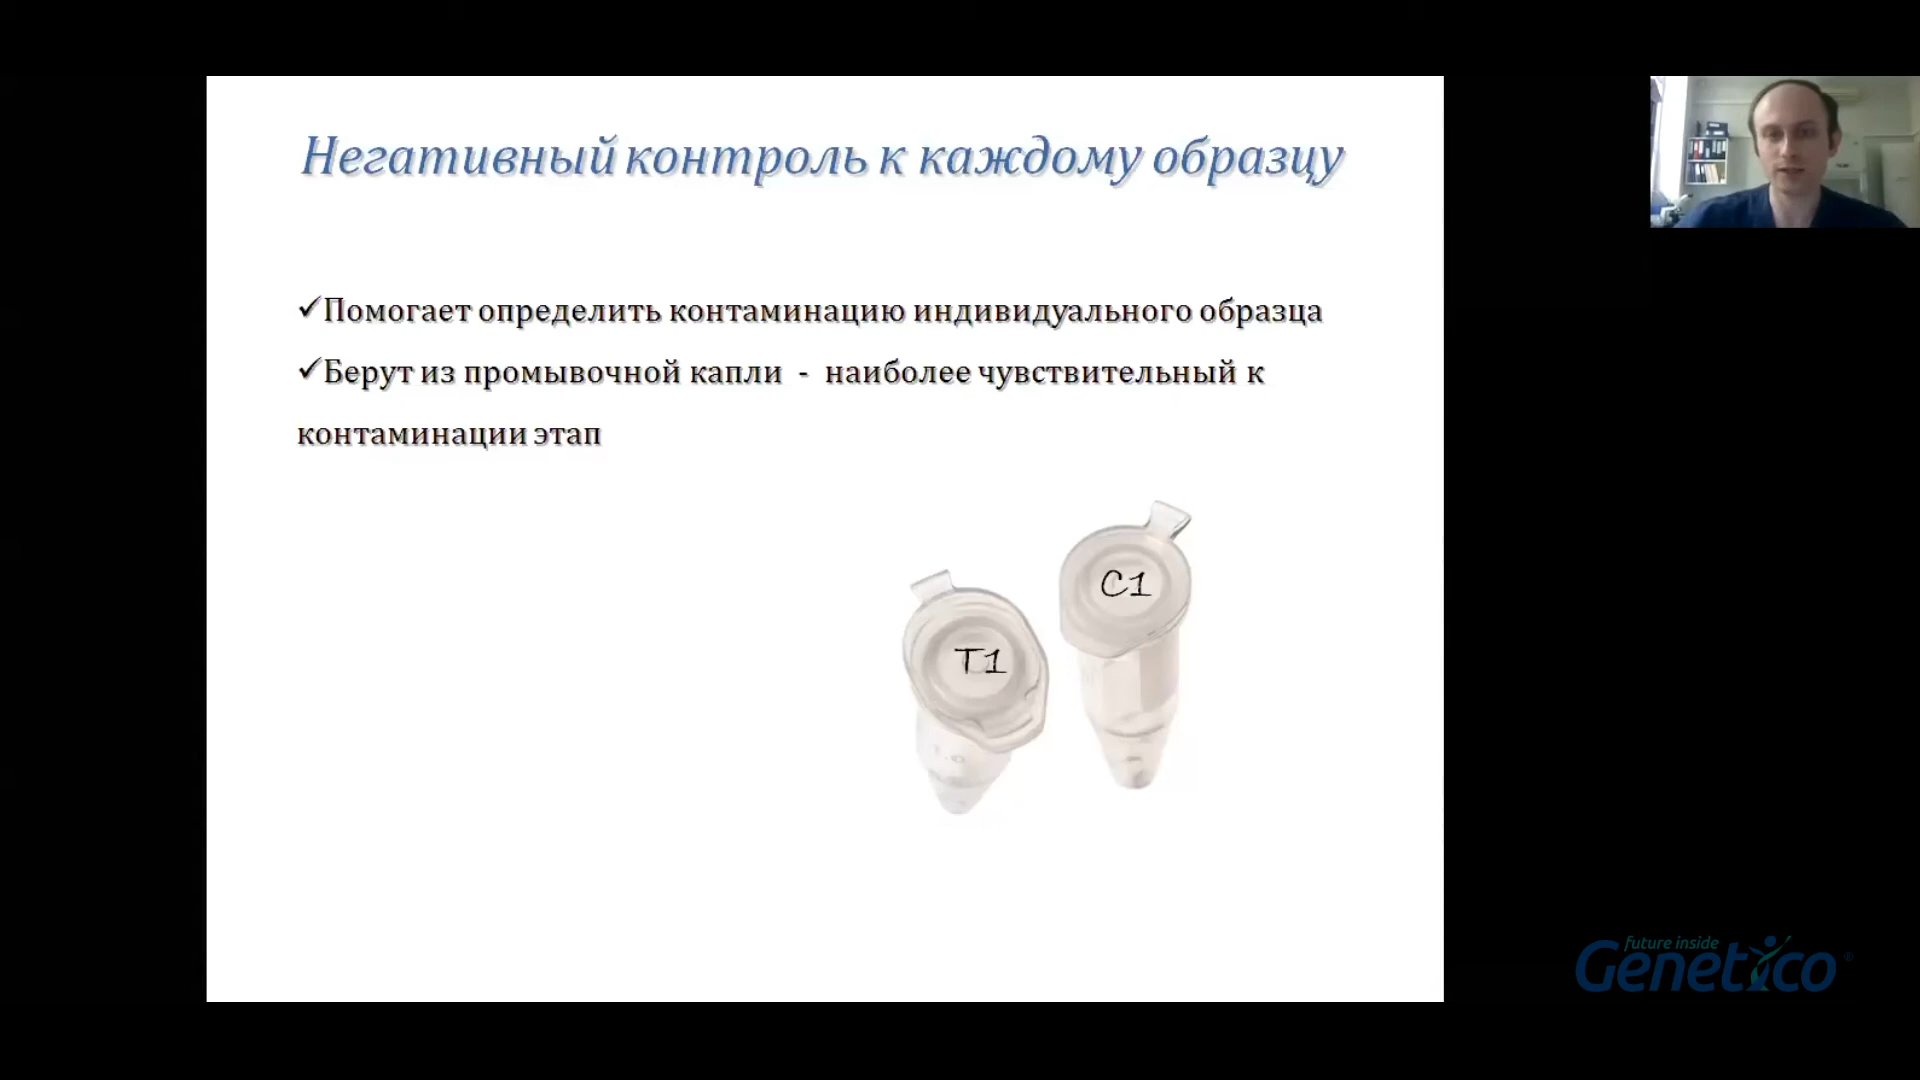 Негативный контроль к каждому образцу
✓Помогает определить контаминацию индивидуального образца
✓Берут из промывочной капли - наиболее чувствительный к
контаминации этап
C1
T1
future inside
Genetico®